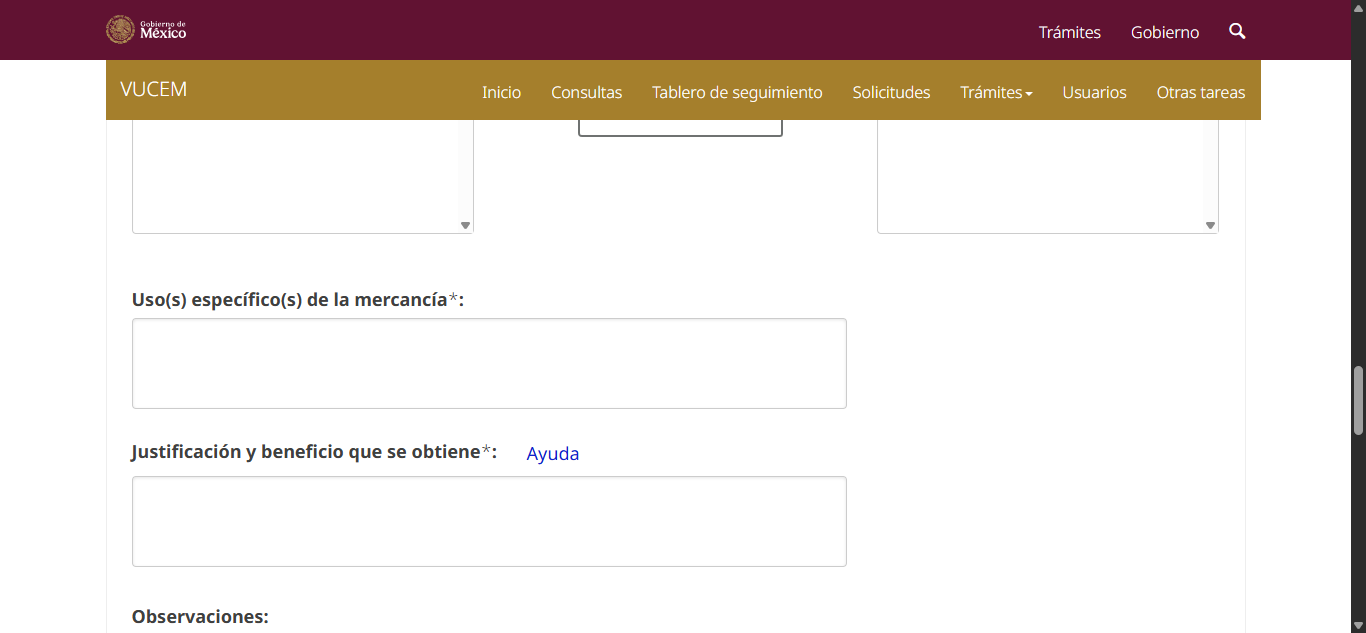 Gobierno de
México
Trámites
Gobierno
VUCEM
Inicio
Consultas
Tablero de seguimiento
Solicitudes
Trámites
Usuarios
Otras tareas
Uso(s) específico(s) de la mercancía*:
Justificación y beneficio que se obtiene*: Ayuda
Observaciones: